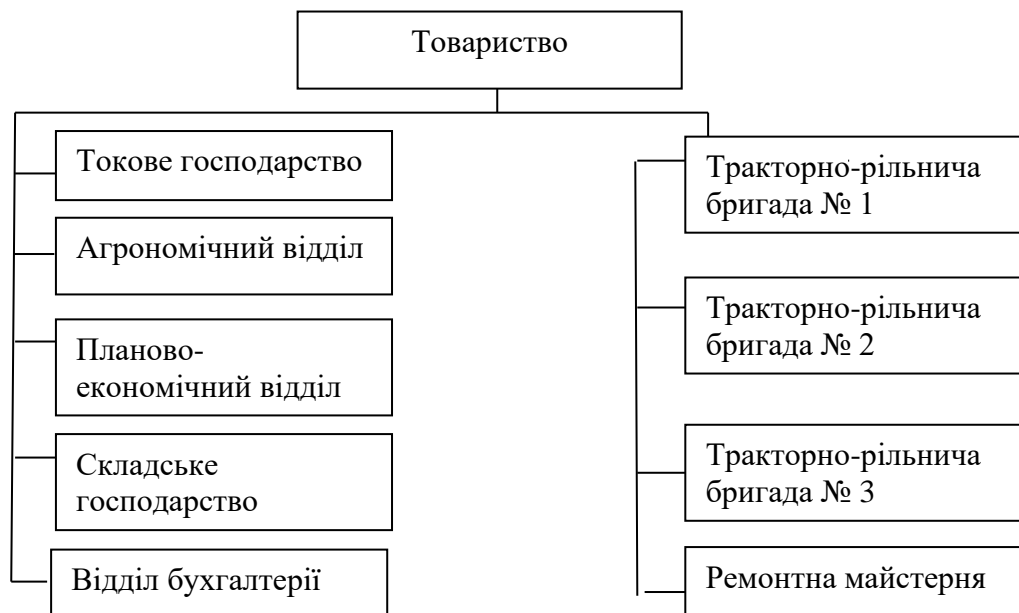 Товариство
Токове господарство
Агрономічний відділ
Планово-
економічний відділ
Складське
господарство
Відділ бухгалтерії
Тракторно-рільнича
бригада № 1
Тракторно-рільнича
бригада № 2
Тракторно-рільнича
бригада № 3
Ремонтна майстерня